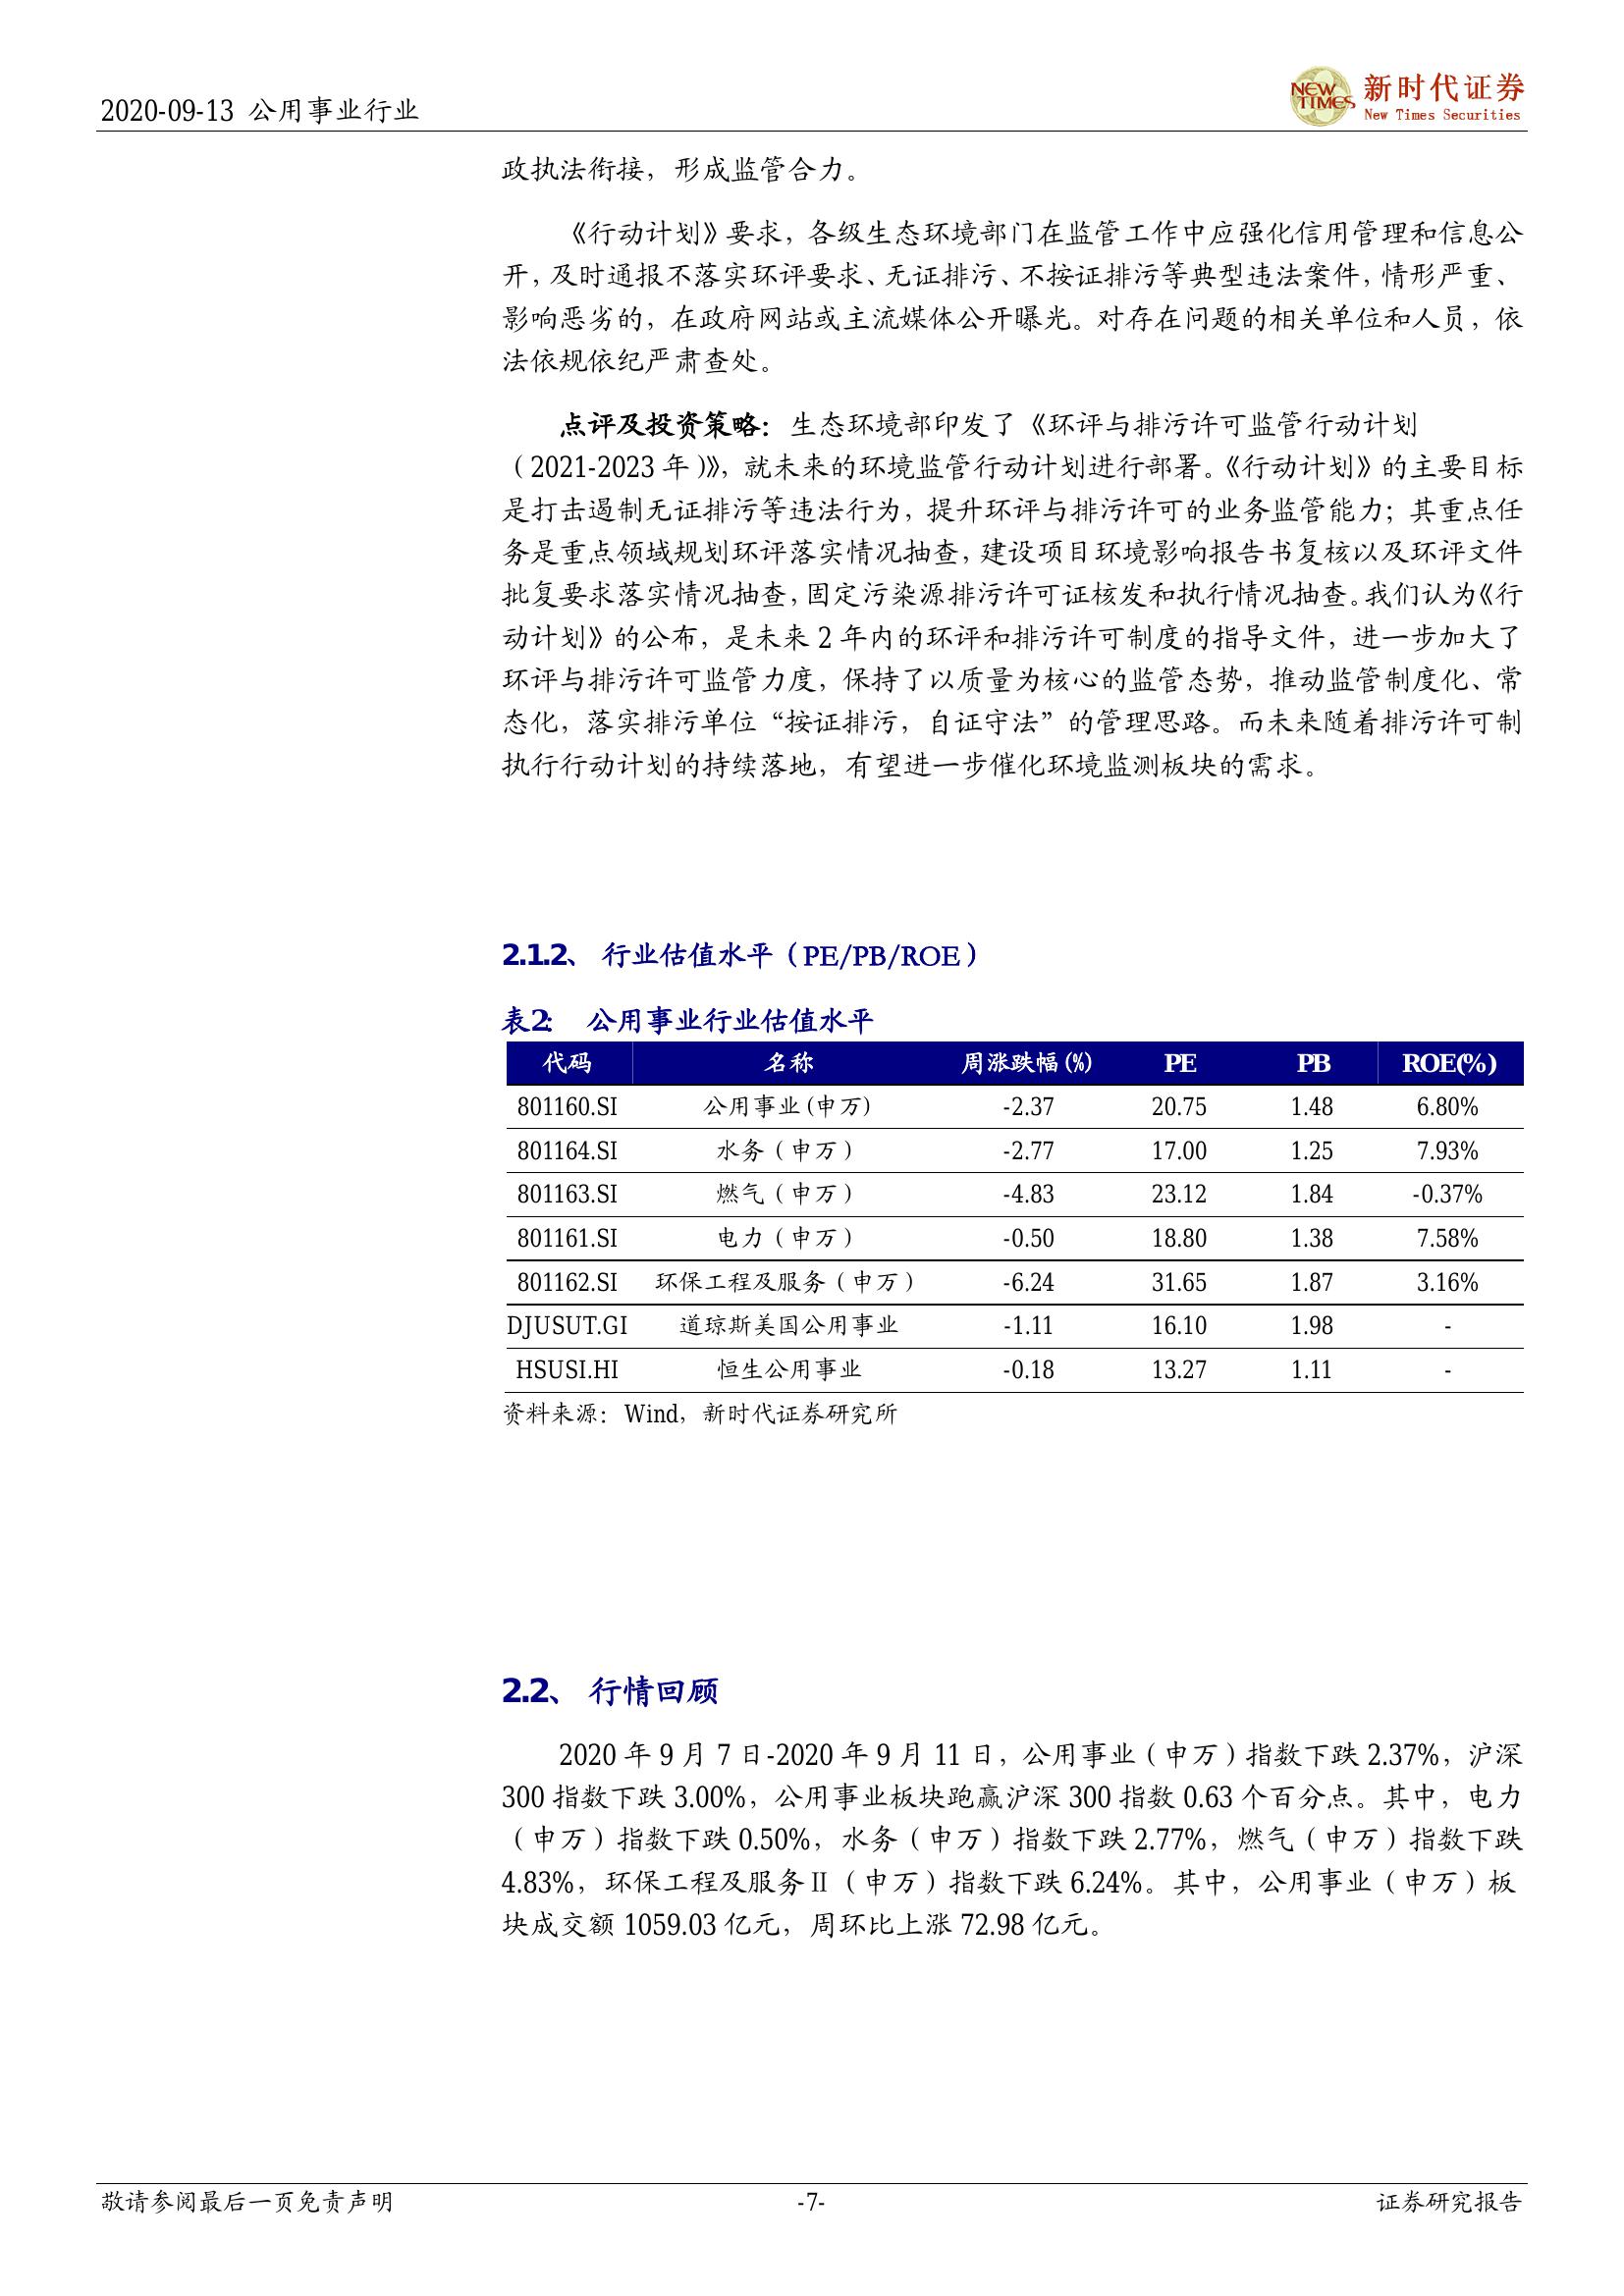 2020-09-13 公用事业行业
NEW TIMES 新时代证券
New Times Securities
政执法衔接，形成监管合力。
《行动计划》要求，各级生态环境部门在监管工作中应强化信用管理和信息公
开，及时通报不落实环评要求、无证排污、不按证排污等典型违法案件，情形严重、
影响恶劣的，在政府网站或主流媒体公开曝光。对存在问题的相关单位和人员，依
法依规依纪严肃查处。
点评及投资策略：生态环境部印发了《环评与排污许可监管行动计划
（2021-2023 年）》，就未来的环境监管行动计划进行部署。《行动计划》的主要目标
是打击遏制无证排污等违法行为，提升环评与排污许可的业务监管能力；其重点任
务是重点领域规划环评落实情况抽查，建设项目环境影响报告书复核以及环评文件
批复要求落实情况抽查，固定污染源排污许可证核发和执行情况抽查。我们认为《行
动计划》的公布，是未来 2 年内的环评和排污许可制度的指导文件，进一步加大了
环评与排污许可监管力度，保持了以质量为核心的监管态势，推动监管制度化、常
态化，落实排污单位“按证排污，自证守法”的管理思路。而未来随着排污许可制
执行行动计划的持续落地，有望进一步催化环境监测板块的需求。
2.1.2、 行业估值水平（PE/PB/ROE）
表2： 公用事业行业估值水平
代码 名称 周涨跌幅(%) PE PB ROE(%)
801160.SI 公用事业(申万) -2.37 20.75 1.48 6.80%
801164.SI 水务（申万） -2.77 17.00 1.25 7.93%
801163.SI 燃气（申万） -4.83 23.12 1.84 -0.37%
801161.SI 电力（申万） -0.50 18.80 1.38 7.58%
801162.SI 环保工程及服务（申万） -6.24 31.65 1.87 3.16%
DJUSUT.GI 道琼斯美国公用事业 -1.11 16.10 1.98 -
HSUSI.HI 恒生公用事业 -0.18 13.27 1.11 -
资料来源：Wind，新时代证券研究所
2.2、 行情回顾
2020 年 9 月 7 日-2020 年 9 月 11 日，公用事业（申万）指数下跌 2.37%，沪深
300 指数下跌 3.00%，公用事业板块跑赢沪深 300 指数 0.63 个百分点。其中，电力
（申万）指数下跌 0.50%，水务（申万）指数下跌 2.77%，燃气（申万）指数下跌
4.83%，环保工程及服务Ⅱ（申万）指数下跌 6.24%。其中，公用事业（申万）板
块成交额 1059.03 亿元，周环比上涨 72.98 亿元。
敬请参阅最后一页免责声明 -7- 证券研究报告